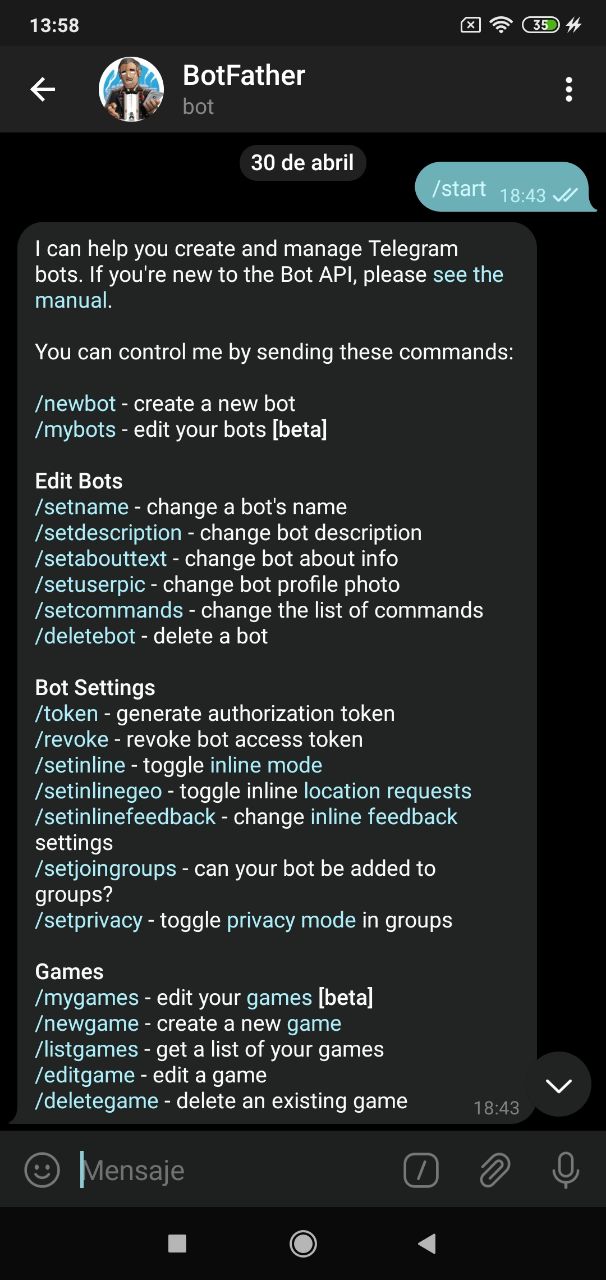 13:58
35
BotFather
bot
30 de abril
/start 18:43
I can help you create and manage Telegram
bots. If you're new to the Bot API, please see the
manual.
You can control me by sending these commands:
/newbot - create a new bot
/mybots - edit your bots [beta]
Edit Bots
/setname - change a bot's name
/setdescription - change bot description
/setabouttext - change bot about info
/setuserpic - change bot profile photo
/setcommands - change the list of commands
/deletebot - delete a bot
Bot Settings
/token - generate authorization token
/revoke - revoke bot access token
/setinline - toggle inline mode
/setinlinegeo - toggle inline location requests
/setinlinefeedback - change inline feedback
settings
/setjoingroups - can your bot be added to
groups?
/setprivacy - toggle privacy mode in groups
Games
/mygames - edit your games [beta]
/newgame - create a new game
/listgames - get a list of your games
/editgame - edit a game
/deletegame - delete an existing game
18:43
Mensaje